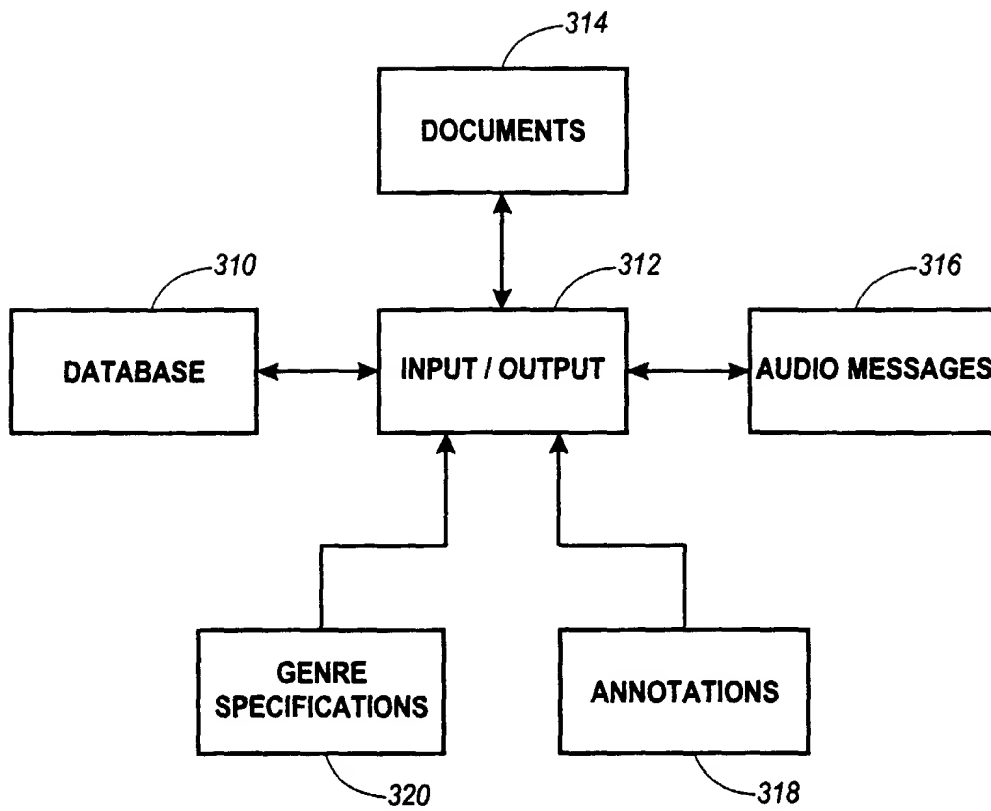 314
DOCUMENTS
310
312
316
DATABASE
INPUT / OUTPUT
AUDIO MESSAGES
GENRE
SPECIFICATIONS
ANNOTATIONS
320
318